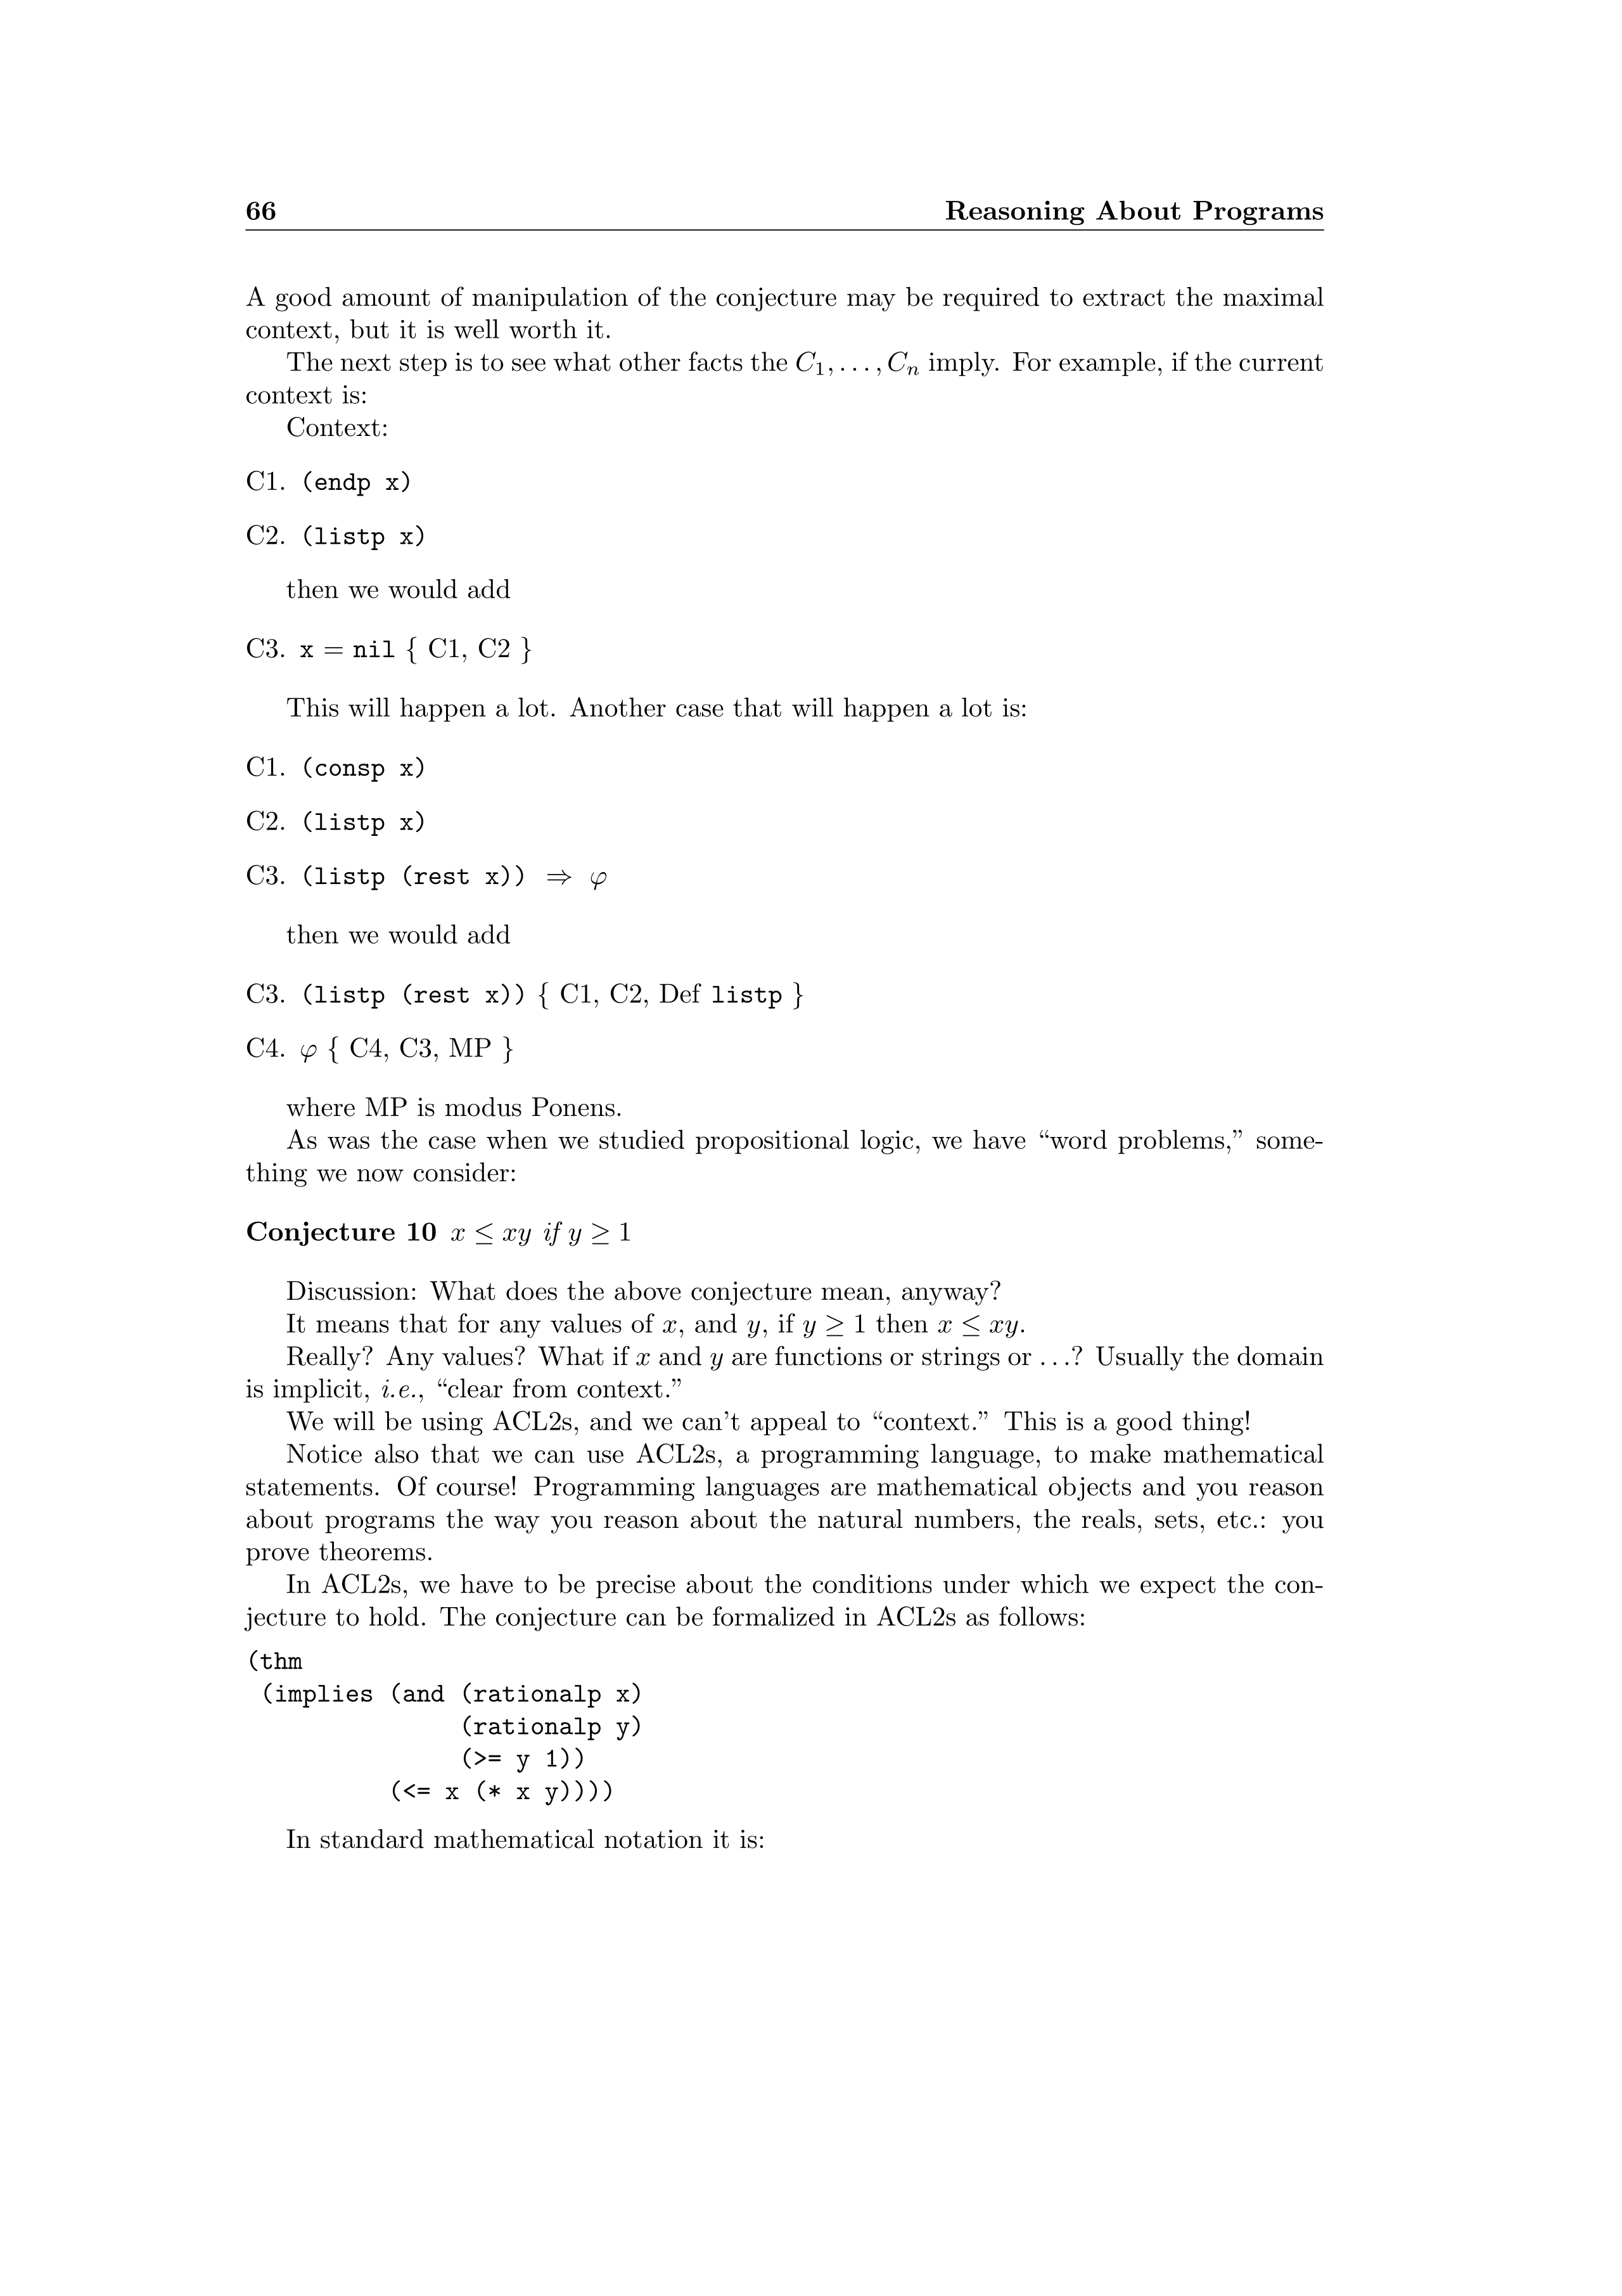 66 Reasoning About Programs
A good amount of manipulation of the conjecture may be required to extract the maximal
context, but it is well worth it.
The next step is to see what other facts the C₁, . . . , Cₙ imply. For example, if the current
context is:
Context:
C1. (endp x)
C2. (listp x)
then we would add
C3. x = nil { C1, C2 }
This will happen a lot. Another case that will happen a lot is:
C1. (consp x)
C2. (listp x)
C3. (listp (rest x)) ⇒ φ
then we would add
C3. (listp (rest x)) { C1, C2, Def listp }
C4. φ { C4, C3, MP }
where MP is modus Ponens.
As was the case when we studied propositional logic, we have “word problems,” some-
thing we now consider:
Conjecture 10 x ≤ xy if y ≥ 1
Discussion: What does the above conjecture mean, anyway?
It means that for any values of x, and y, if y ≥ 1 then x ≤ xy.
Really? Any values? What if x and y are functions or strings or . . .? Usually the domain
is implicit, i.e., “clear from context.”
We will be using ACL2s, and we can’t appeal to “context.” This is a good thing!
Notice also that we can use ACL2s, a programming language, to make mathematical
statements. Of course! Programming languages are mathematical objects and you reason
about programs the way you reason about the natural numbers, the reals, sets, etc.: you
prove theorems.
In ACL2s, we have to be precise about the conditions under which we expect the con-
jecture to hold. The conjecture can be formalized in ACL2s as follows:
(thm
(implies (and (rationalp x)
(rationalp y)
(>= y 1))
(<= x (* x y))))
In standard mathematical notation it is: